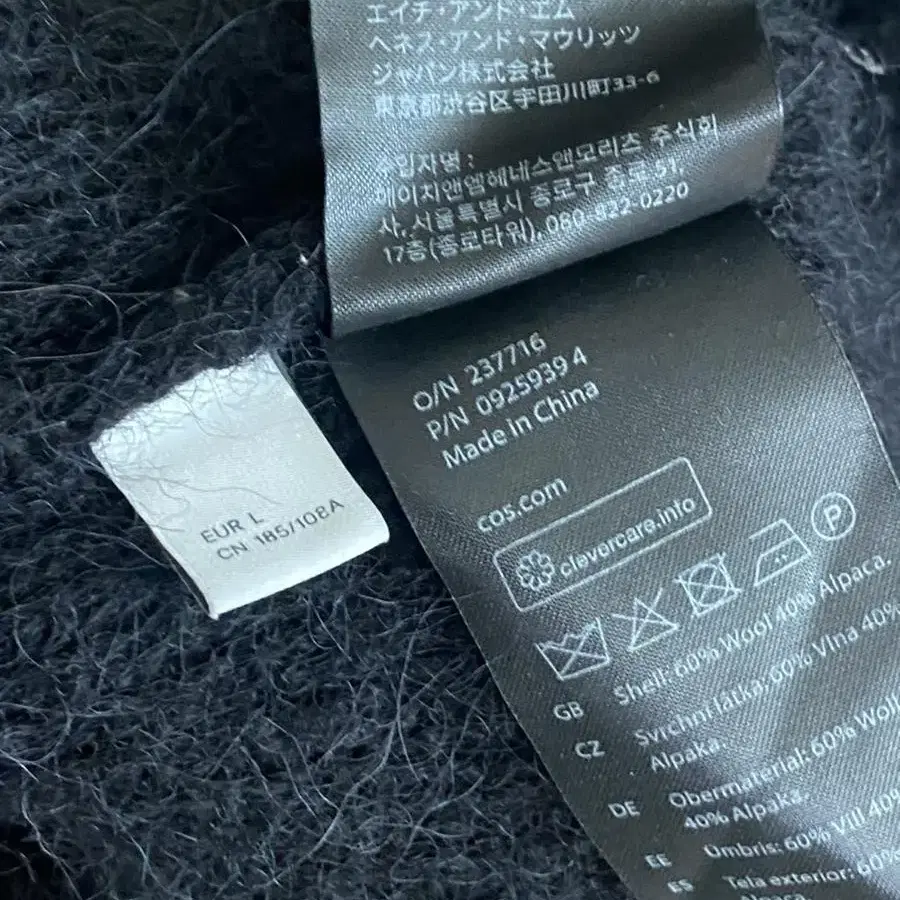 エイチ・アンド・エム
ヘネス・アンド・マウリッツ
ジャパン株式会社
東京都渋谷区宇田川町33-6
수입자명 :
에이치앤엠헤네스앤모리츠 주식회
사, 서울특별시 종로구 종로 51,
17층(종로타워), 080-822-0220
O/N 237716
P/N 0925939 4
Made in China
cos.com
clevercare.info
P
GB Shell: 60% Wool 40% Alpaca.
CZ Svrchní látka: 60% Vlna 40%
Alpaka.
DE Obermaterial: 60% Woll
40% Alpaka.
EE Ümbris: 60% Vill 40%
ES Tela exterior: 60%
Alpaca.
EUR L
CN 185/108A